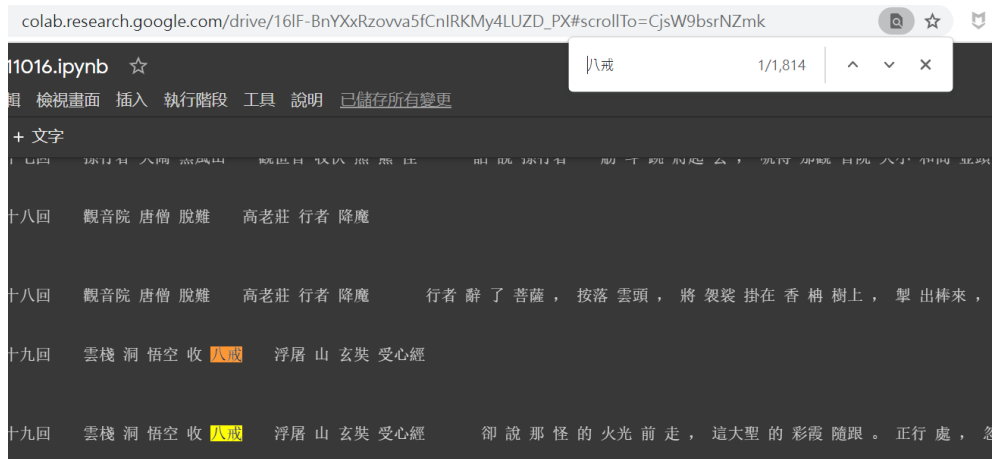 colab.research.google.com/drive/16lF-BnYXxRzovva5fCnIRKMy4LUZD_PX#scrollTo=CjsW9bsrNZmk
11016.ipynb
八戒 1/1,814
輯 檢視畫面 插入 執行階段 工具 說明 已儲存所有變更
+ 文字
十八回 觀音院 唐僧 脫難 高老莊 行者 降魔
十八回 觀音院 唐僧 脫難 高老莊 行者 降魔 行者 辭 了 菩薩 , 按落 雲頭 , 將 袈裟 掛在 香 柟 樹上 , 掣 出棒來 ,
十九回 雲棧 洞 悟空 收 八戒 浮屠 山 玄奘 受心經
十九回 雲棧 洞 悟空 收 八戒 浮屠 山 玄奘 受心經 卻 說 那 怪 的 火光 前 走 , 這大聖 的 彩霞 隨跟 。 正行 處 ,